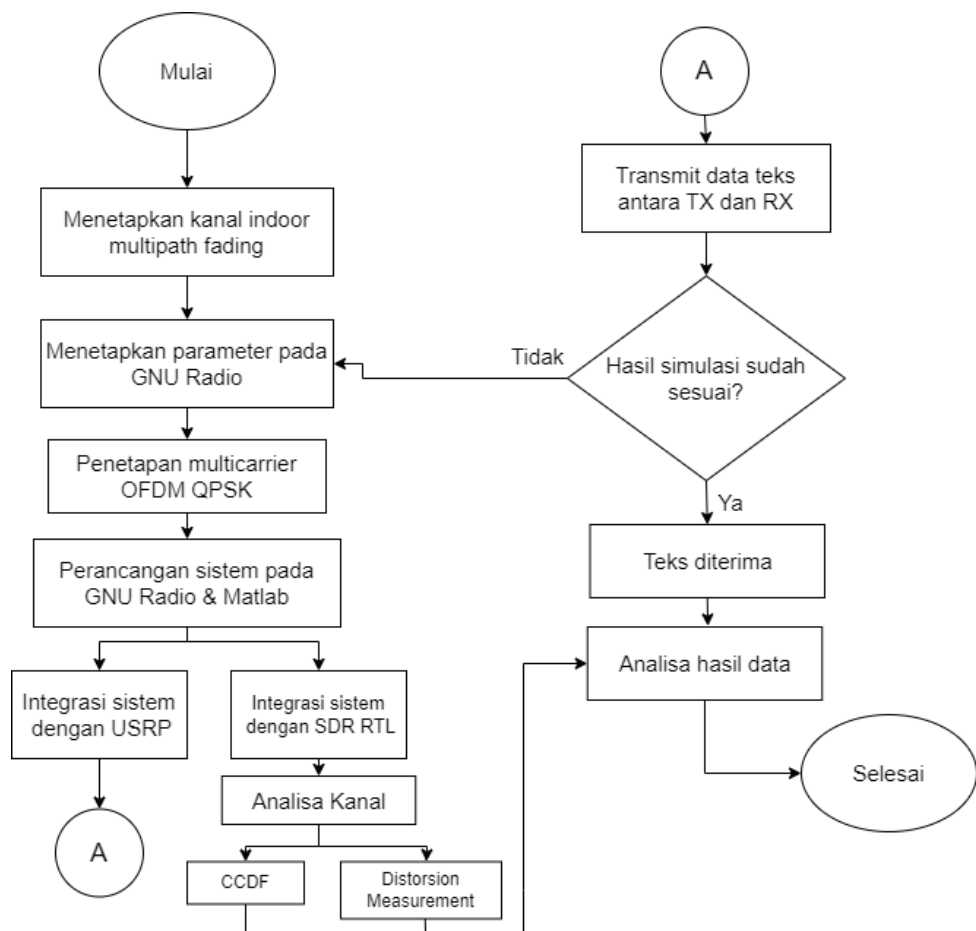 Mulai
Menetapkan kanal indoor
multipath fading
Menetapkan parameter pada
GNU Radio
Penetapan multicarrier
OFDM QPSK
Perancangan sistem pada
GNU Radio & Matlab
Integrasi sistem
dengan USRP
A
Integrasi sistem
dengan SDR RTL
Analisa Kanal
CCDF
Distorsion
Measurement
A
Transmit data teks
antara TX dan RX
Hasil simulasi sudah
sesuai?
Tidak
Ya
Teks diterima
Analisa hasil data
Selesai